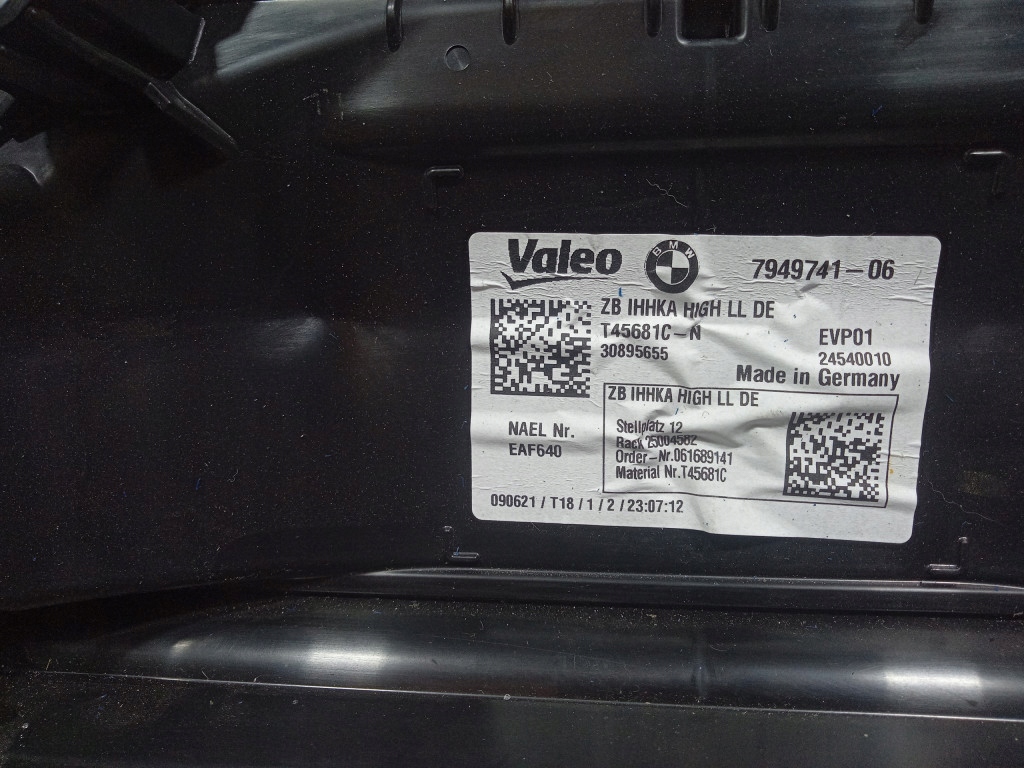 Valeo
BMW
7949741-06
ZB IHHKA HIGH LL DE
T45681C-N
30895655
EVP01
24540010
Made in Germany
ZB IHHKA HIGH LL DE
Stellplatz 12
Rack 23004562
Order-Nr.061689141
Material Nr.T45681C
NAEL Nr.
EAF640
090621 / T18 / 1 / 2 / 23:07:12